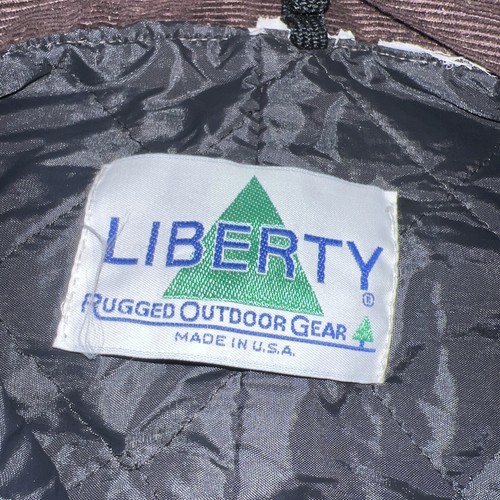 LIBERTY®
RUGGED OUTDOOR GEAR
MADE IN U.S.A.